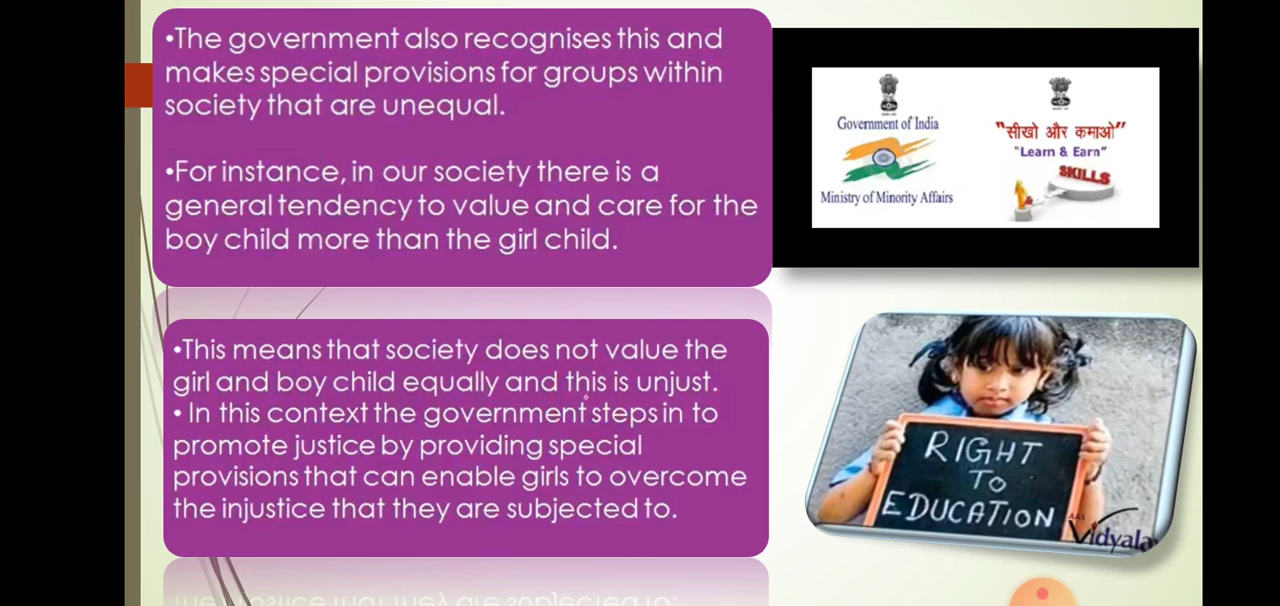 •The government also recognises this and
makes special provisions for groups within
society that are unequal.
•For instance, in our society there is a
general tendency to value and care for the
boy child more than the girl child.
Government of India
Ministry of Minority Affairs
"सीखो और कमाओ"
"Learn & Earn"
SKILLS
•This means that society does not value the
girl and boy child equally and this is unjust.
• In this context the government steps in to
promote justice by providing special
provisions that can enable girls to overcome
the injustice that they are subjected to.
RIGHT
TO
EDUCATION
AAS
Vidyalay